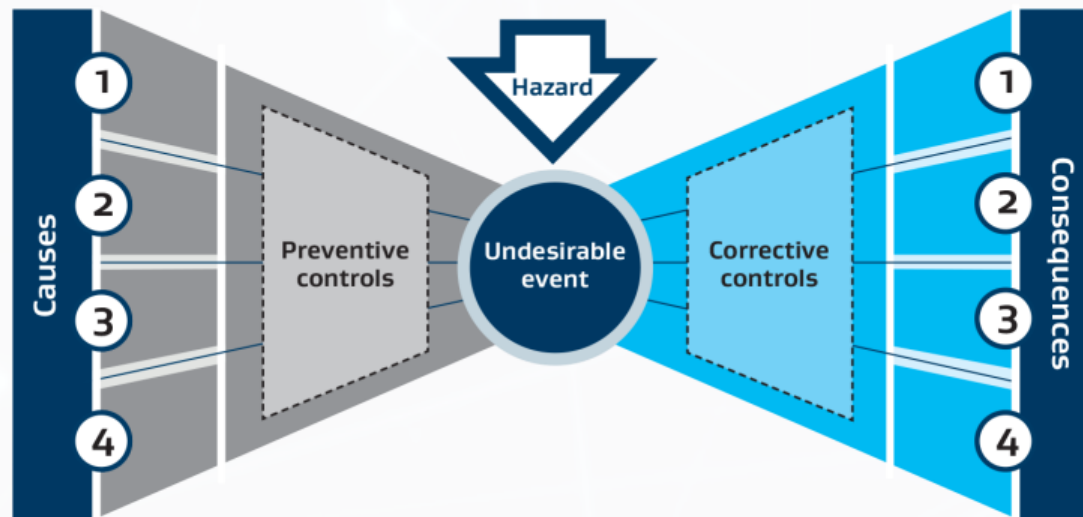 Hazard
Causes
1
2
3
4
Preventive
controls
Undesirable
event
Corrective
controls
1
2
3
4
Consequences